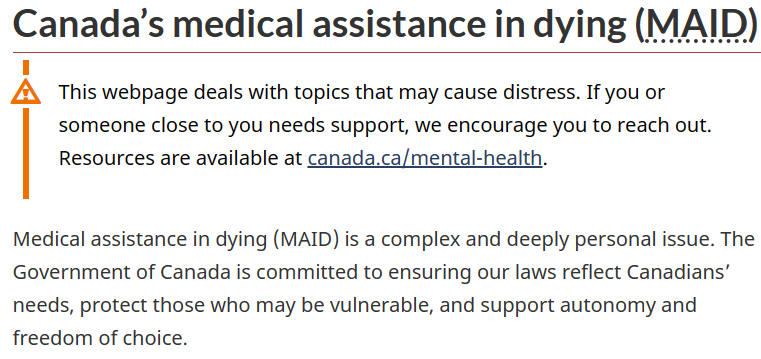 Canada’s medical assistance in dying (MAID)
This webpage deals with topics that may cause distress. If you or
someone close to you needs support, we encourage you to reach out.
Resources are available at canada.ca/mental-health.
Medical assistance in dying (MAID) is a complex and deeply personal issue. The
Government of Canada is committed to ensuring our laws reflect Canadians’
needs, protect those who may be vulnerable, and support autonomy and
freedom of choice.